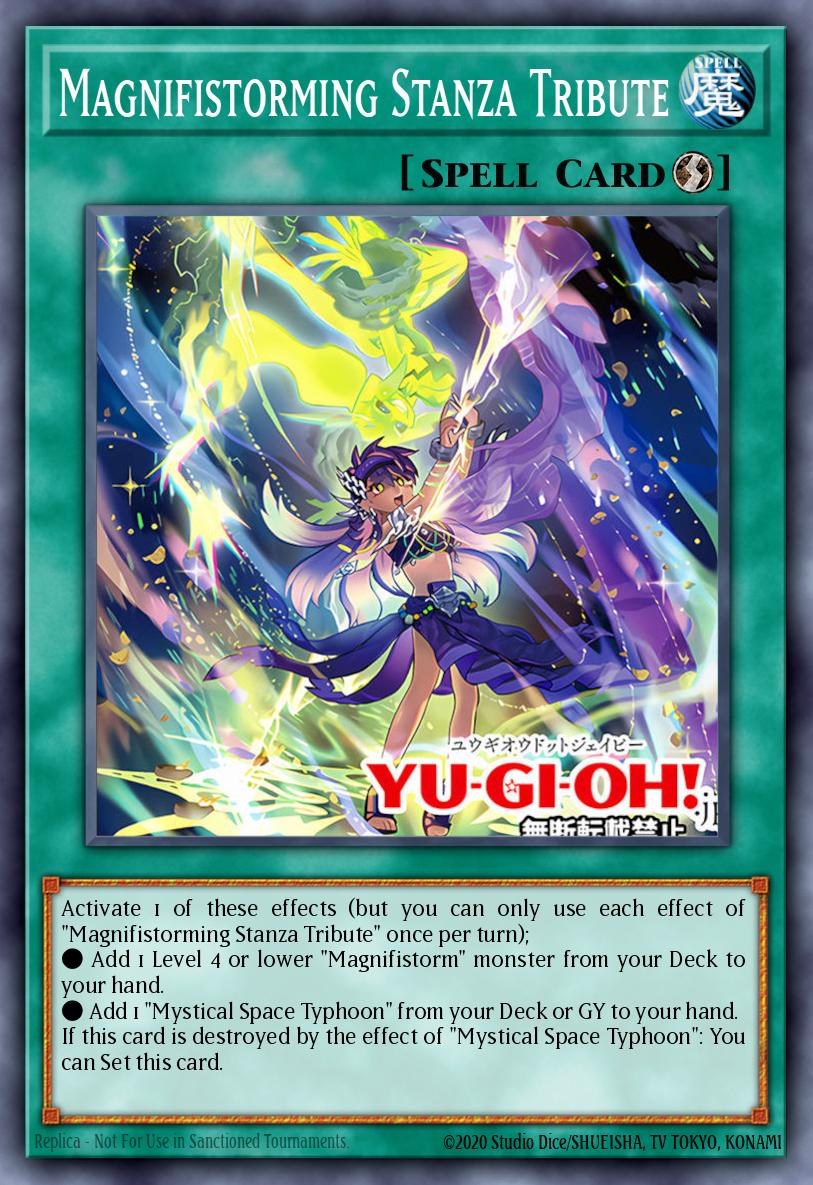 MAGNIFISTORMING STANZA TRIBUTE
SPELL
魔
[SPELL CARD]
ユウギオウドットジェイピー
YU-GI-OH!
無断転載禁止
Activate 1 of these effects (but you can only use each effect of
"Magnifistorming Stanza Tribute" once per turn);
● Add 1 Level 4 or lower "Magnifistorm" monster from your Deck to
your hand.
● Add 1 "Mystical Space Typhoon" from your Deck or GY to your hand.
If this card is destroyed by the effect of "Mystical Space Typhoon": You
can Set this card.
Replica - Not For Use in Sanctioned Tournaments.
©2020 Studio Dice/SHUEISHA, TV TOKYO, KONAMI